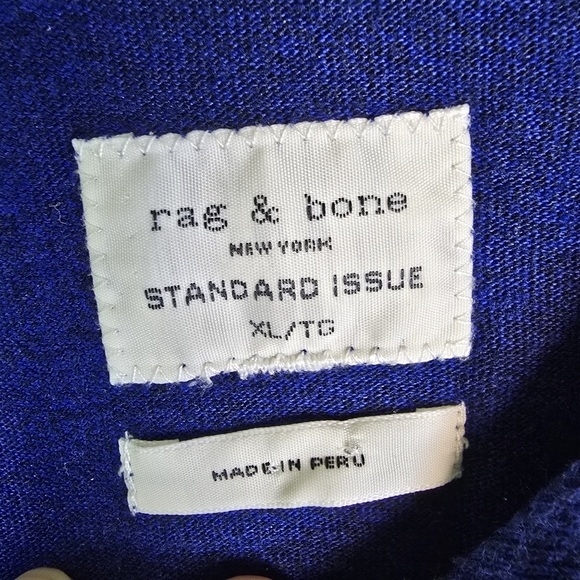 rag & bone
NEW YORK
STANDARD ISSUE
XL/TG
MADE IN PERU